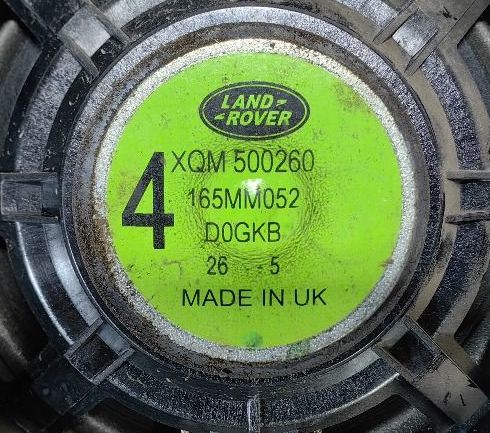 LAND
ROVER
4
XQM 500260
165MM052
D0GKB
26 5
MADE IN UK